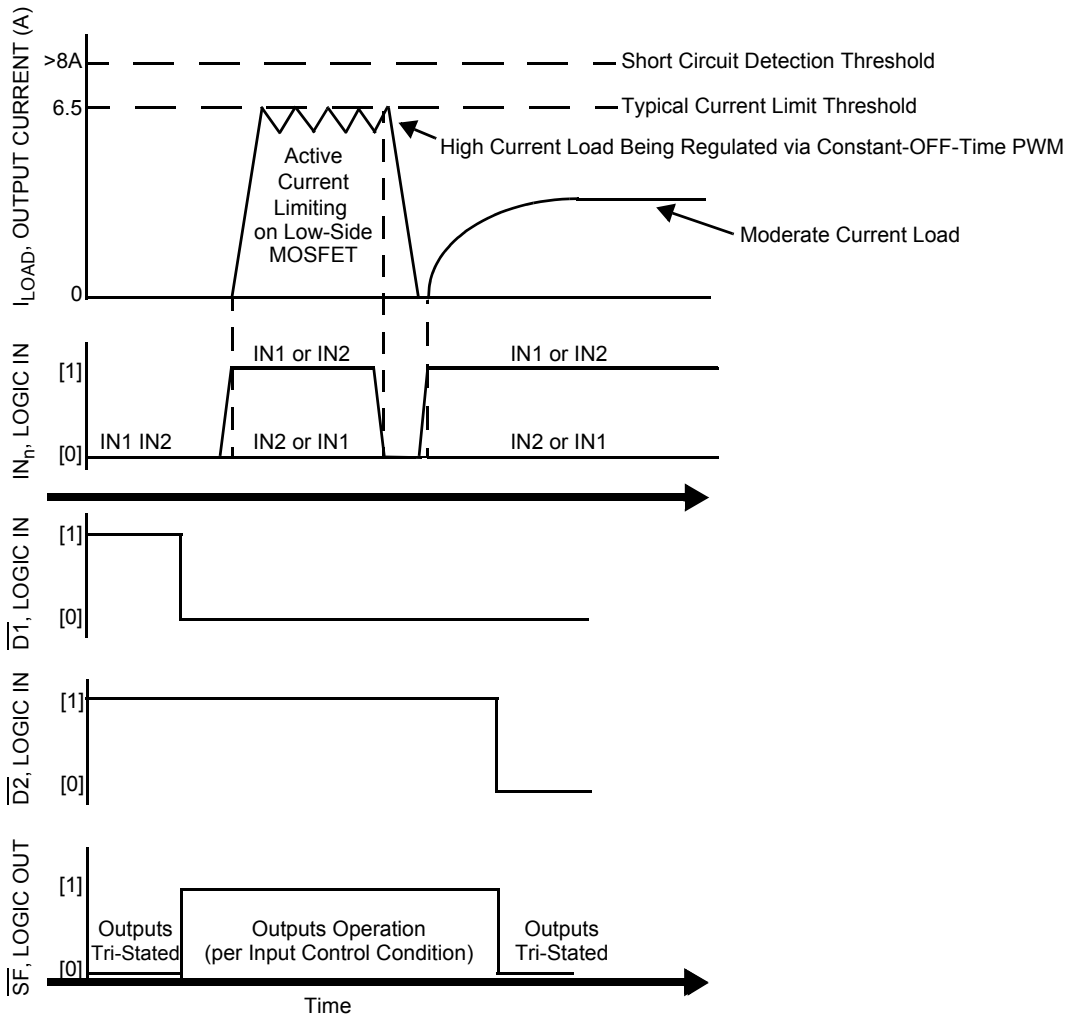 I LOAD, OUTPUT CURRENT (A)
>8A
Short Circuit Detection Threshold
6.5
Typical Current Limit Threshold
High Current Load Being Regulated via Constant-OFF-Time PWM
Active
Current
Limiting
on Low-Side
MOSFET
Moderate Current Load
0
INn, LOGIC IN
[1]
IN1 or IN2
IN1 or IN2
[0]
IN1 IN2
IN2 or IN1
IN2 or IN1
D1, LOGIC IN
[1]
[0]
D2, LOGIC IN
[1]
[0]
SF, LOGIC OUT
[1]
[0]
Outputs
Tri-Stated
Outputs Operation
(per Input Control Condition)
Outputs
Tri-Stated
Time